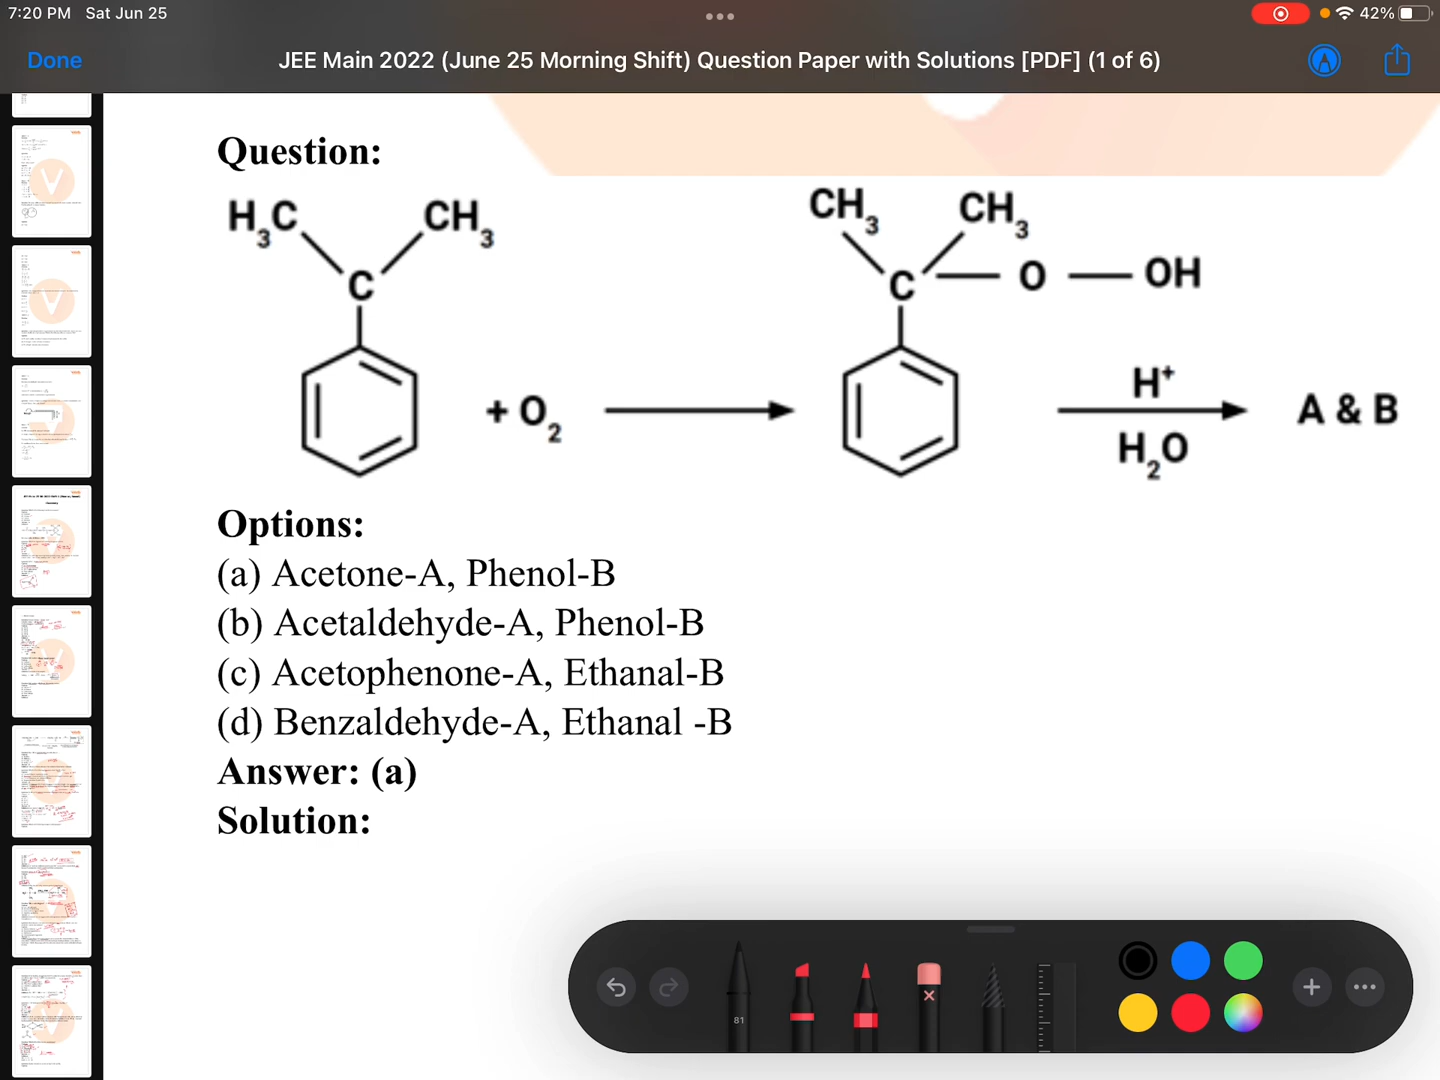 7:20 PM Sat Jun 25
42%
Done
JEE Main 2022 (June 25 Morning Shift) Question Paper with Solutions [PDF] (1 of 6)
Question:
H3C CH3 CH3 CH3
C C O OH
+ O2 H+ A & B
H2O
Options:
(a) Acetone-A, Phenol-B
(b) Acetaldehyde-A, Phenol-B
(c) Acetophenone-A, Ethanal-B
(d) Benzaldehyde-A, Ethanal -B
Answer: (a)
Solution:
81